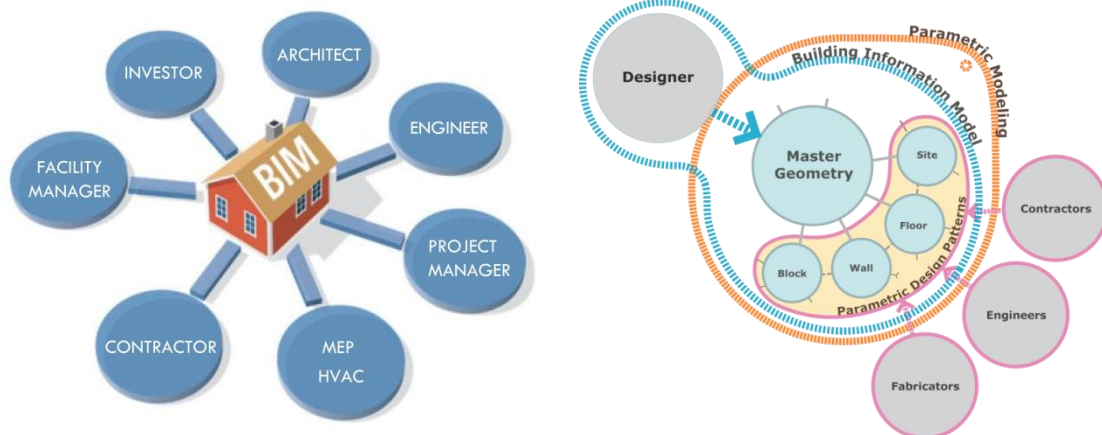 ARCHITECT
INVESTOR
ENGINEER
BIM
FACILITY
MANAGER
PROJECT
MANAGER
CONTRACTOR
MEP
HVAC
Parametric Modeling
Building Information Model
Designer
Master
Geometry
Site
Floor
Wall
Block
Parametric Design Patterns
Contractors
Engineers
Fabricators